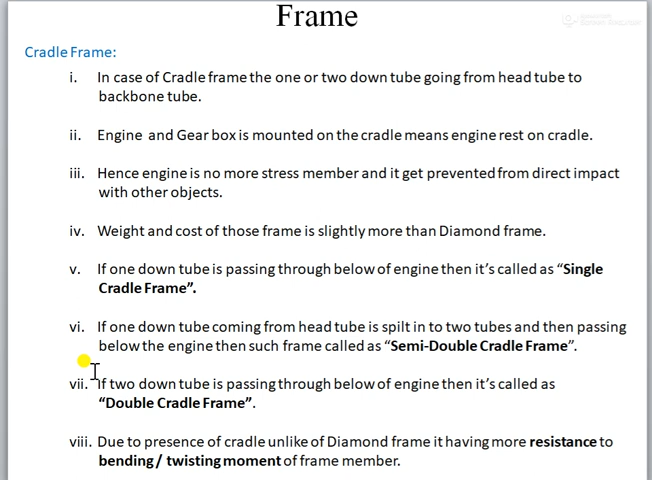 Frame
Cradle Frame:
i. In case of Cradle frame the one or two down tube going from head tube to
backbone tube.
ii. Engine and Gear box is mounted on the cradle means engine rest on cradle.
iii. Hence engine is no more stress member and it get prevented from direct impact
with other objects.
iv. Weight and cost of those frame is slightly more than Diamond frame.
v. If one down tube is passing through below of engine then it's called as “Single
Cradle Frame”.
vi. If one down tube coming from head tube is spilt in to two tubes and then passing
below the engine then such frame called as “Semi-Double Cradle Frame”.
vii. If two down tube is passing through below of engine then it's called as
“Double Cradle Frame”.
viii. Due to presence of cradle unlike of Diamond frame it having more resistance to
bending / twisting moment of frame member.